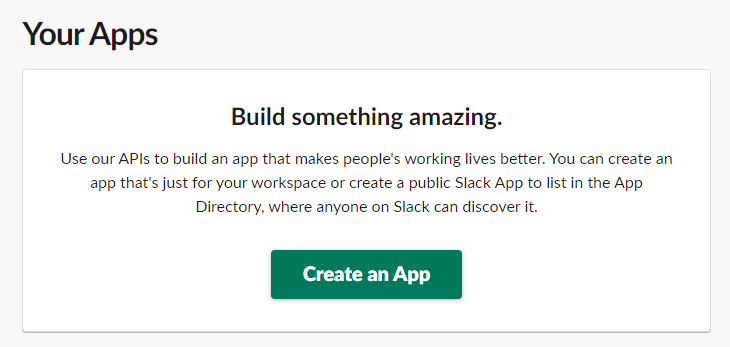 Your Apps
Build something amazing.
Use our APIs to build an app that makes people's working lives better. You can create an
app that's just for your workspace or create a public Slack App to list in the App
Directory, where anyone on Slack can discover it.
Create an App